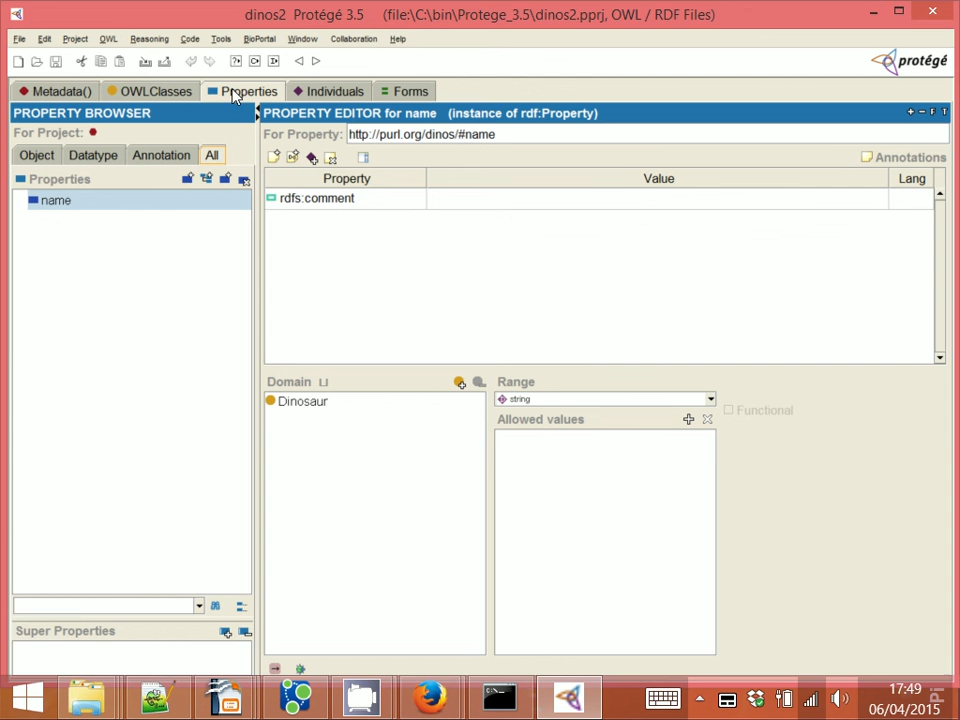 dinos2 Protégé 3.5 (file:\C:\bin\Protege_3.5\dinos2.pprj, OWL / RDF Files)
File Edit Project OWL Reasoning Code Tools BioPortal Window Collaboration Help
protégé
Metadata() OWLClasses Properties Individuals Forms
PROPERTY BROWSER
For Project:
Object Datatype Annotation All
Properties
name
Super Properties
PROPERTY EDITOR for name (instance of rdf:Property)
For Property: http://purl.org/dinos/#name
Annotations
Property Value Lang
rdfs:comment
Domain
Dinosaur
Range
string
Allowed values
Functional
17:49
06/04/2015